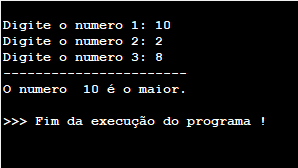 Digite o numero 1: 10
Digite o numero 2: 2
Digite o numero 3: 8
-----------------------
O numero  10 é o maior.
>>> Fim da execução do programa !